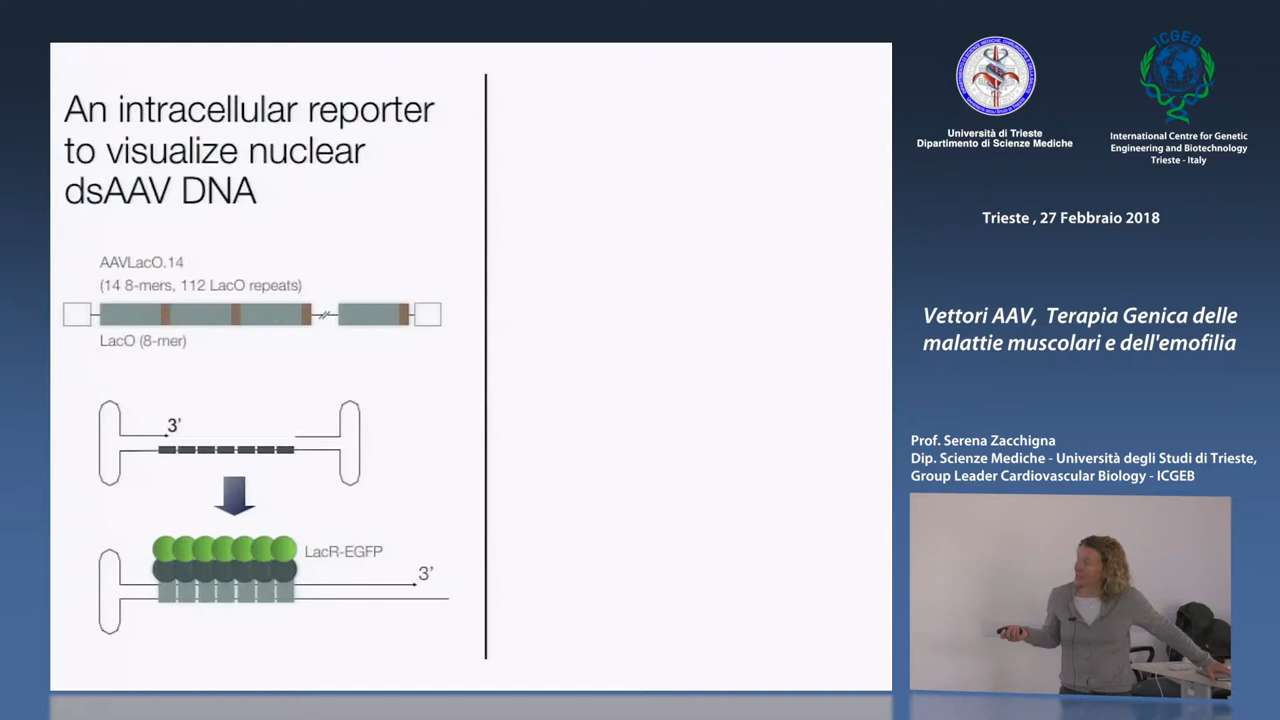 An intracellular reporter
to visualize nuclear
dsAAV DNA
AAVLacO.14
(14 8-mers, 112 LacO repeats)
LacO (8-mer)
3’
LacR-EGFP
3’
Università di Trieste
Dipartimento di Scienze Mediche
ICGEB
International Centre for Genetic
Engineering and Biotechnology
Trieste - Italy
Trieste , 27 Febbraio 2018
Vettori AAV, Terapia Genica delle
malattie muscolari e dell'emofilia
Prof. Serena Zacchigna
Dip. Scienze Mediche - Università degli Studi di Trieste,
Group Leader Cardiovascular Biology - ICGEB